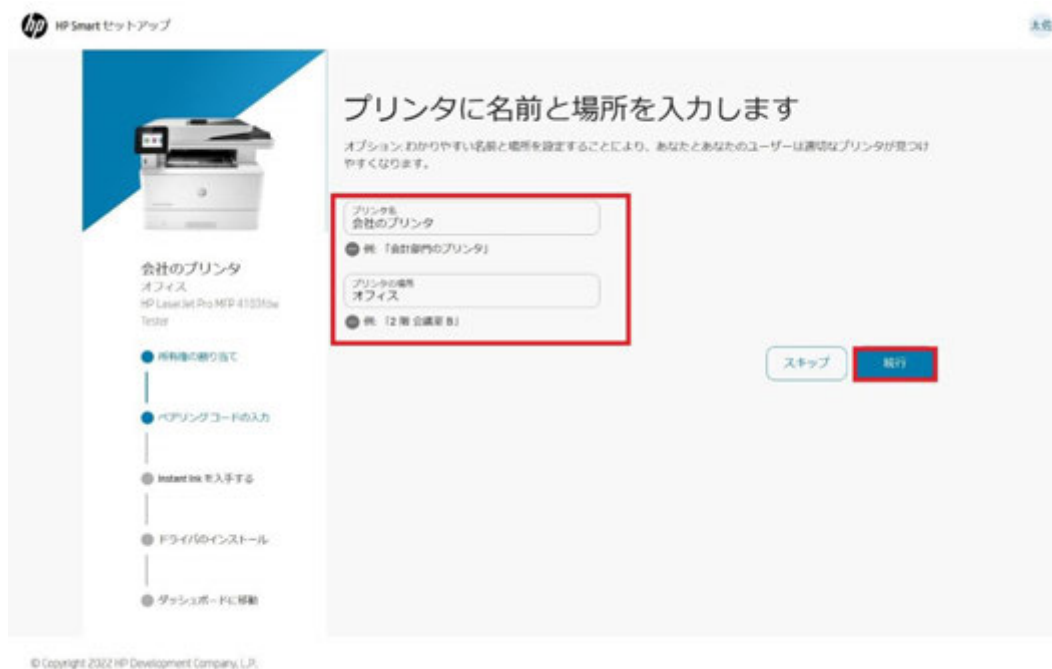 hp HP Smart セットアップ
太佐
プリンタに名前と場所を入力します
オプション: わかりやすい名前と場所を設定することにより、あなたとあなたのユーザーは適切なプリンタが見つけ
やすくなります。
プリンタ名
会社のプリンタ
例: 「会計部門のプリンタ」
プリンタの場所
オフィス
例: 「2 階 会議室 B」
スキップ
続行
会社のプリンタ
オフィス
HP LaserJet Pro MFP 4103fdw
Tester
所有権の割り当て
ペアリング コードの入力
Instant Ink を入手する
ドライバのインストール
ダッシュボードに移動
© Copyright 2022 HP Development Company, L.P.